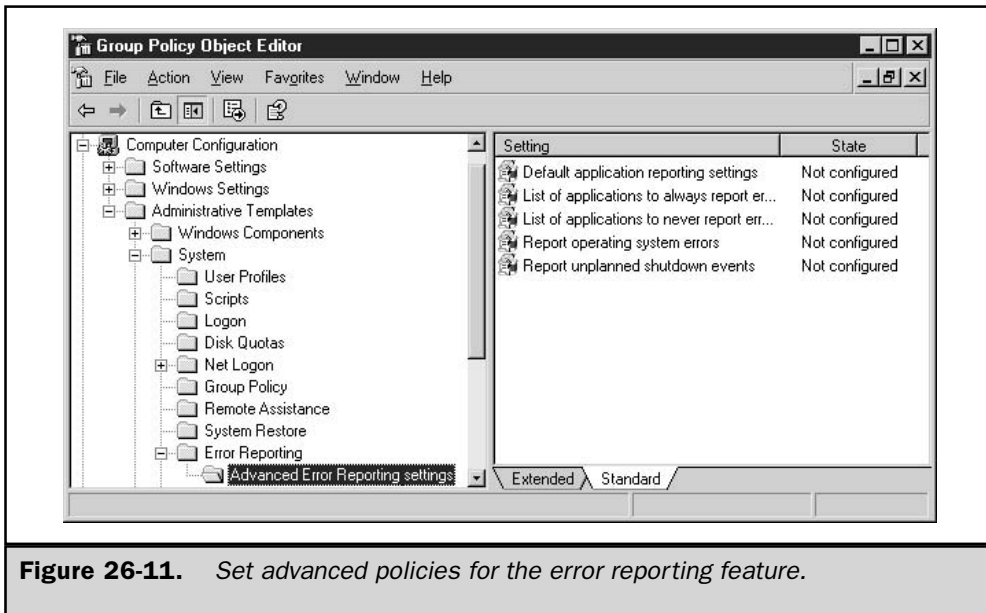 Group Policy Object Editor
File Action View Favorites Window Help
Computer Configuration
Software Settings
Windows Settings
Administrative Templates
Windows Components
System
User Profiles
Scripts
Logon
Disk Quotas
Net Logon
Group Policy
Remote Assistance
System Restore
Error Reporting
Advanced Error Reporting settings
Setting State
Default application reporting settings Not configured
List of applications to always report er... Not configured
List of applications to never report err... Not configured
Report operating system errors Not configured
Report unplanned shutdown events Not configured
Extended Standard
Figure 26-11. Set advanced policies for the error reporting feature.